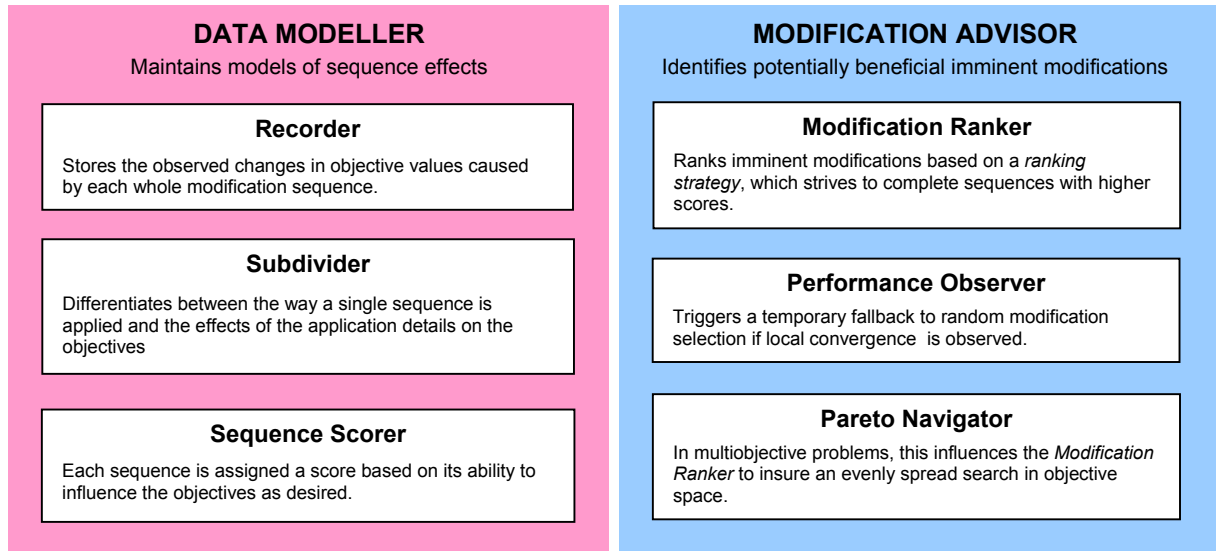 DATA MODELLER
Maintains models of sequence effects
Recorder
Stores the observed changes in objective values caused
by each whole modification sequence.
Subdivider
Differentiates between the way a single sequence is
applied and the effects of the application details on the
objectives
Sequence Scorer
Each sequence is assigned a score based on its ability to
influence the objectives as desired.
MODIFICATION ADVISOR
Identifies potentially beneficial imminent modifications
Modification Ranker
Ranks imminent modifications based on a ranking
strategy, which strives to complete sequences with higher
scores.
Performance Observer
Triggers a temporary fallback to random modification
selection if local convergence is observed.
Pareto Navigator
In multiobjective problems, this influences the Modification
Ranker to insure an evenly spread search in objective
space.